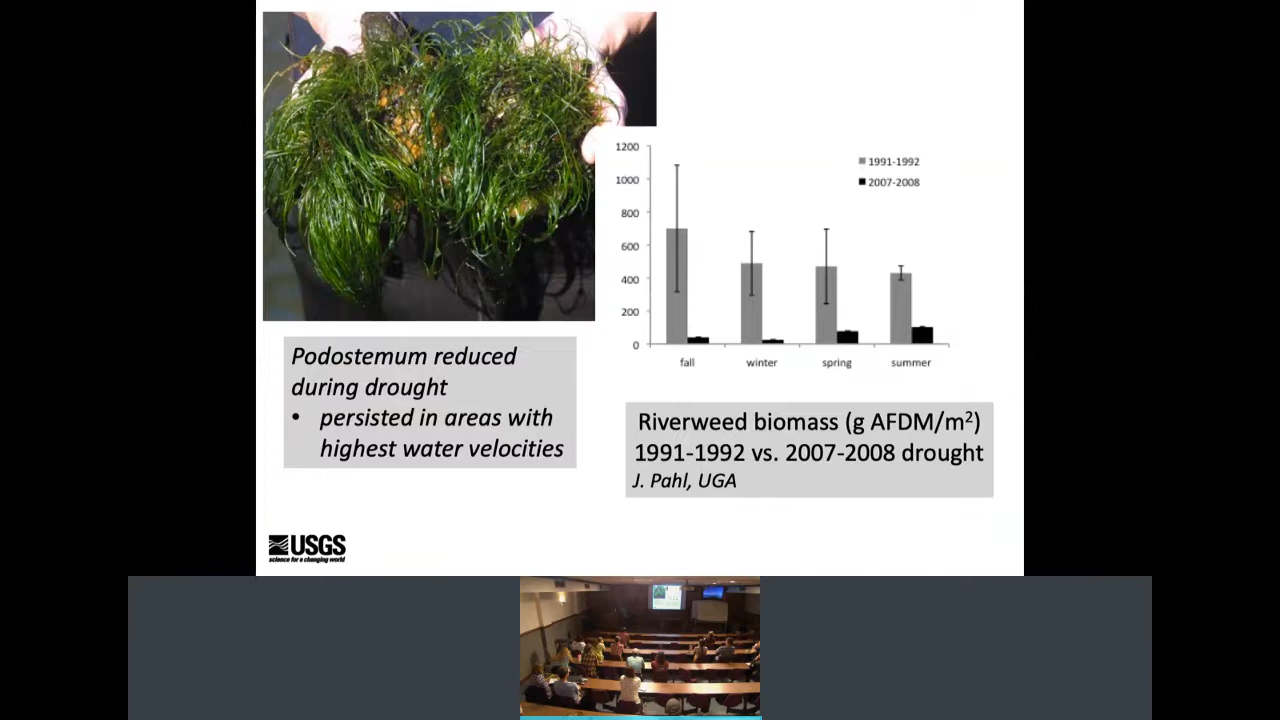 1200
1000
800
600
400
200
0
1991-1992
2007-2008
fall winter spring summer
Podostemum reduced
during drought
• persisted in areas with
highest water velocities
Riverweed biomass (g AFDM/m²)
1991-1992 vs. 2007-2008 drought
J. Pahl, UGA
USGS
science for a changing world